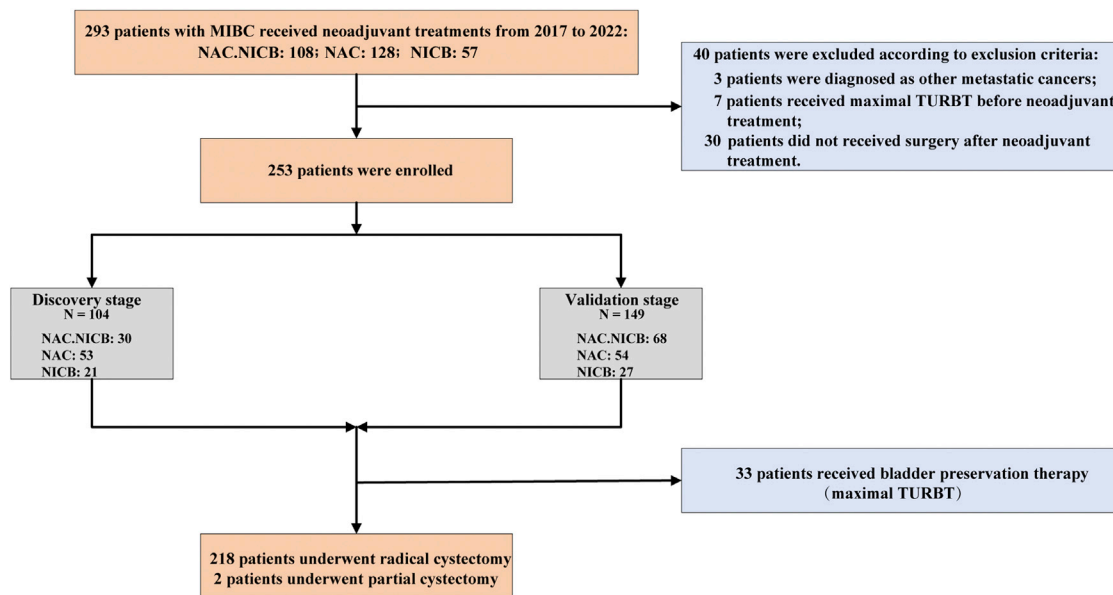 293 patients with MIBC received neoadjuvant treatments from 2017 to 2022:
NAC.NICB: 108; NAC: 128; NICB: 57
40 patients were excluded according to exclusion criteria:
3 patients were diagnosed as other metastatic cancers;
7 patients received maximal TURBT before neoadjuvant
treatment;
30 patients did not received surgery after neoadjuvant
treatment.
253 patients were enrolled
Discovery stage
N = 104
NAC.NICB: 30
NAC: 53
NICB: 21
Validation stage
N = 149
NAC.NICB: 68
NAC: 54
NICB: 27
33 patients received bladder preservation therapy
(maximal TURBT)
218 patients underwent radical cystectomy
2 patients underwent partial cystectomy